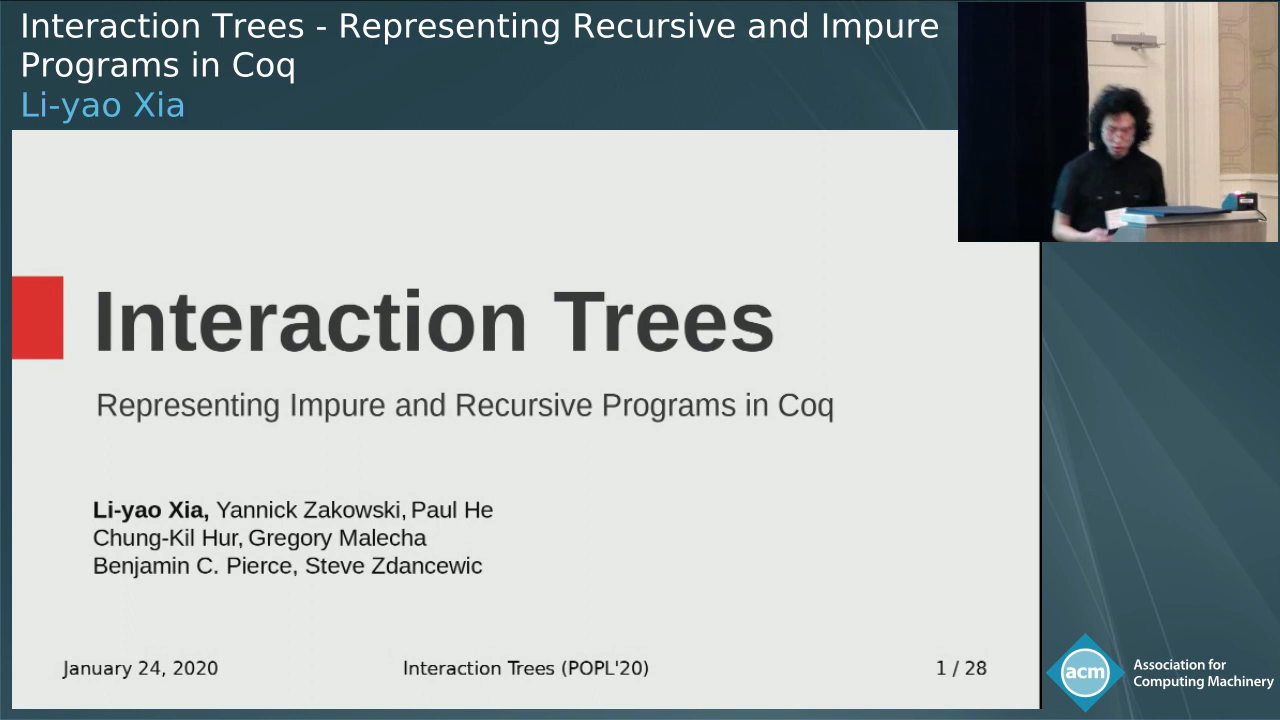 Interaction Trees - Representing Recursive and Impure
Programs in Coq
Li-yao Xia
Interaction Trees
Representing Impure and Recursive Programs in Coq
Li-yao Xia, Yannick Zakowski, Paul He
Chung-Kil Hur, Gregory Malecha
Benjamin C. Pierce, Steve Zdancewic
January 24, 2020
Interaction Trees (POPL'20)
1 / 28
acm
Association for
Computing Machinery